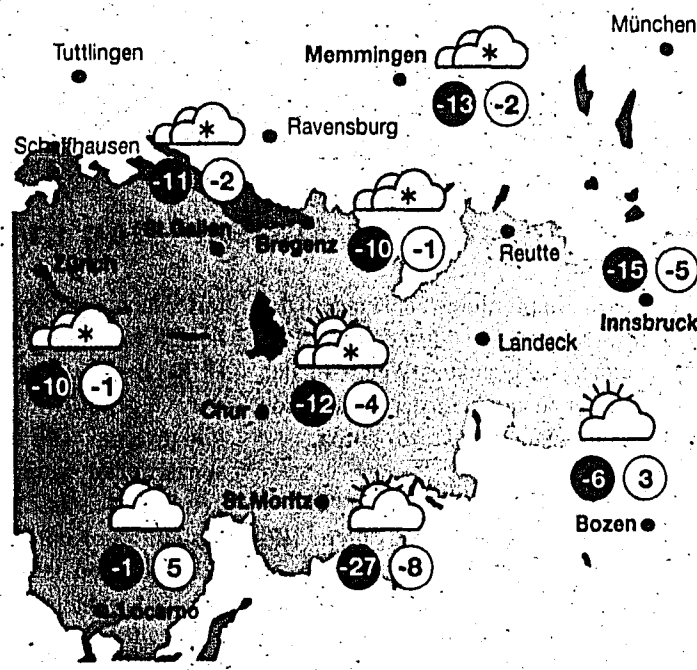 München
Tuttlingen
Memmingen
-13 -2
Ravensburg
Schaffhausen
-11 -2
St.Gallen
Bregenz
-10 -1
Reutte
Zürich
-15 -5
Innsbruck
Landeck
-10 -1
Chur
-12 -4
-6 3
St.Moritz
Bozen
-1 5
-27 -8
Locarno